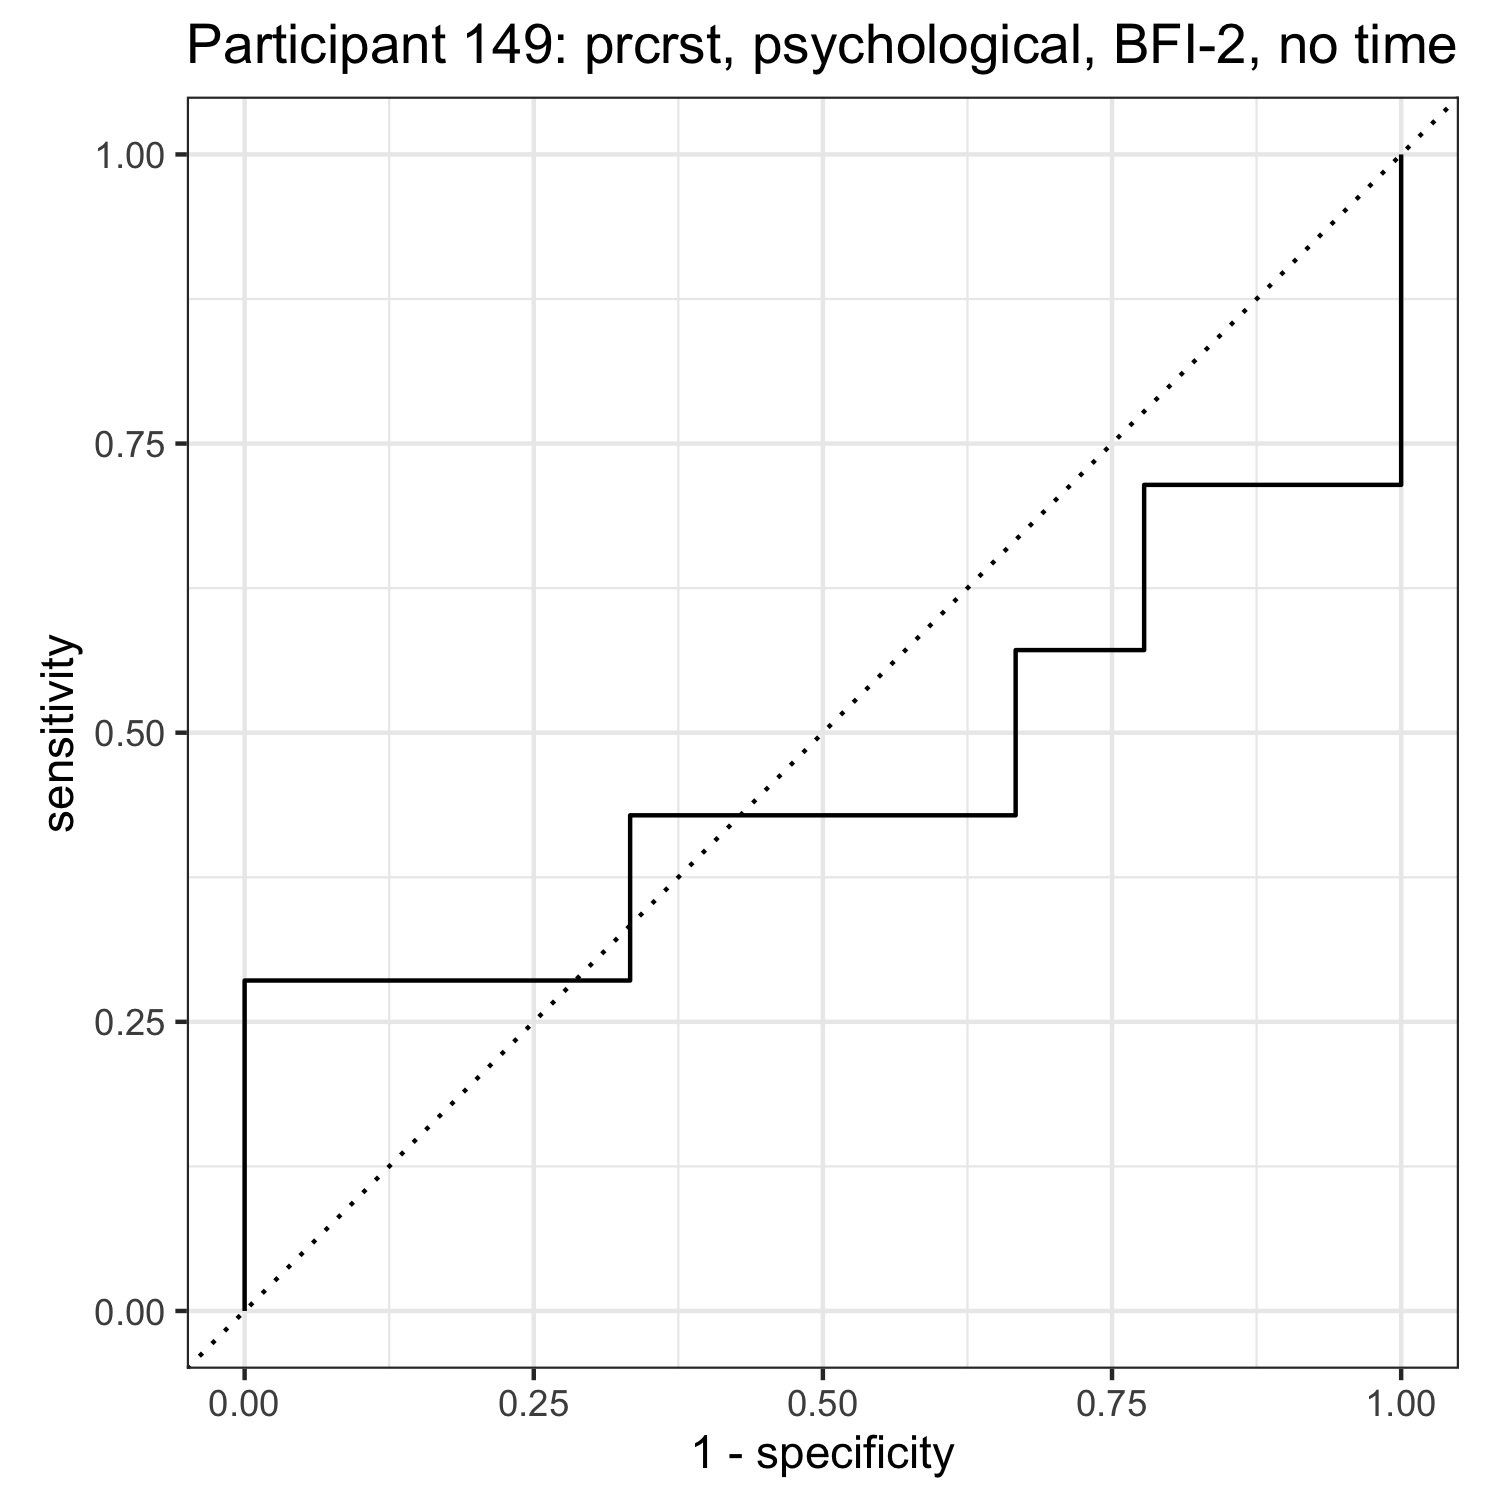 Participant 149: prcrst, psychological, BFI-2, no time
1.00
0.75
0.50
0.25
0.00
sensitivity
0.00 0.25 0.50 0.75 1.00
1 - specificity